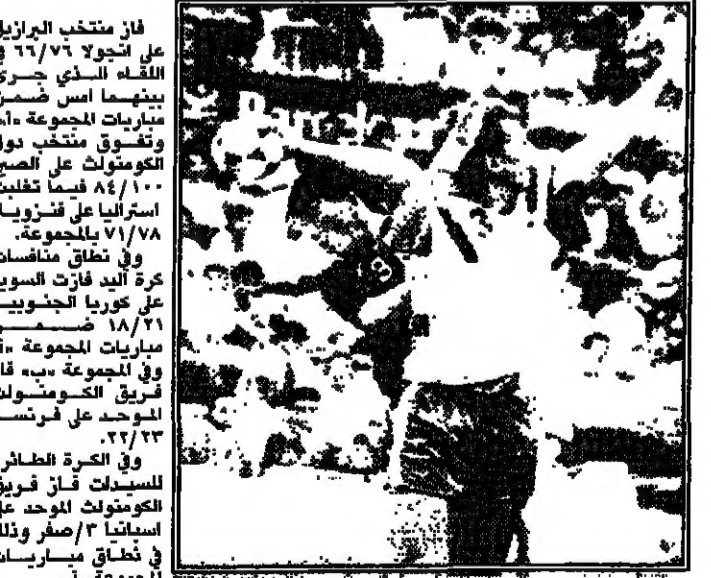 فاز منتخب البرازيل
على انجولا ٦٦/٧٦ في
اللقاء الذي جرى
بينهما امس ضمن
مباريات المجموعة «أ»
وتفوق منتخب دول
الكومنولث على الصين
٨٤/١٠٠ فيما تغلبت
استراليا على فنزويلا
٧١/٧٨ بالمجموعة.
وفي نطاق منافسات
كرة اليد فازت السويد
على كوريا الجنوبية
١٨/٢١ ضمن
مباريات المجموعة
وفي المجموعة «ب» فاز
فريق الكومنولث
الموحد على فرنسا
٢٢/٢٣.
وفي الكرة الطائرة
للسيدات فاز فريق
الكومنولث الموحد على
اسبانيا ٣/صفر وذلك
في نطاق مباريات